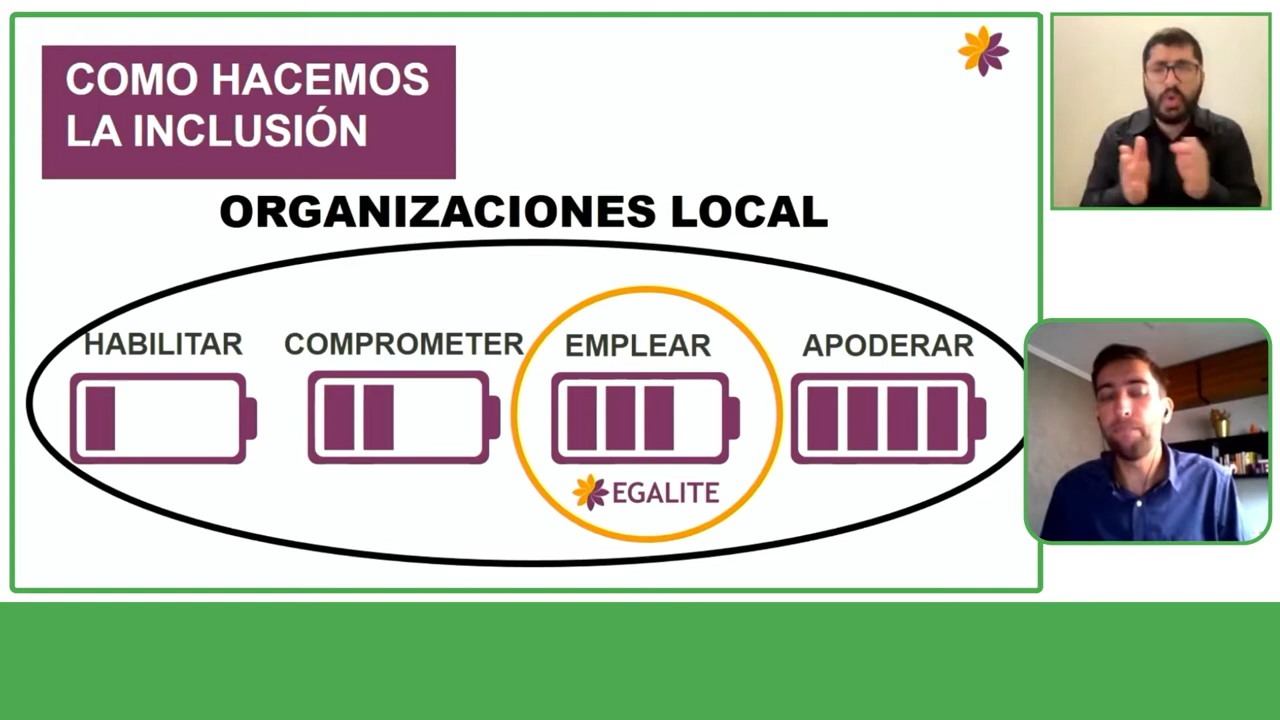 COMO HACEMOS
LA INCLUSIÓN
ORGANIZACIONES LOCAL
HABILITAR
COMPROMETER
EMPLEAR
APODERAR
EGALITE